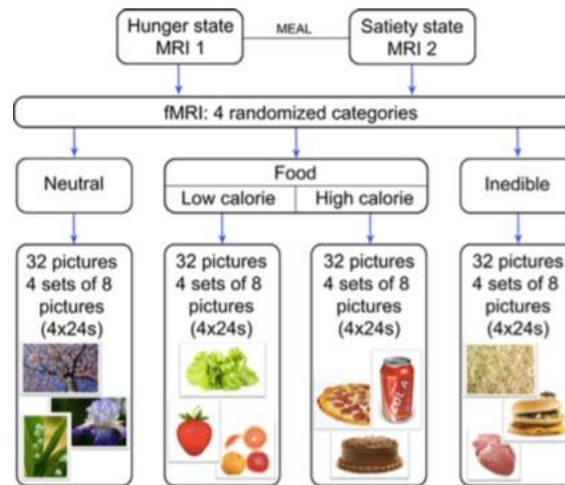 Hunger state
MRI 1
MEAL
Satiety state
MRI 2
fMRI: 4 randomized categories
Neutral
Food
Low calorie
High calorie
Inedible
32 pictures
4 sets of 8
pictures
(4x24s)
32 pictures
4 sets of 8
pictures
(4x24s)
32 pictures
4 sets of 8
pictures
(4x24s)
COLA
32 pictures
4 sets of 8
pictures
(4x24s)